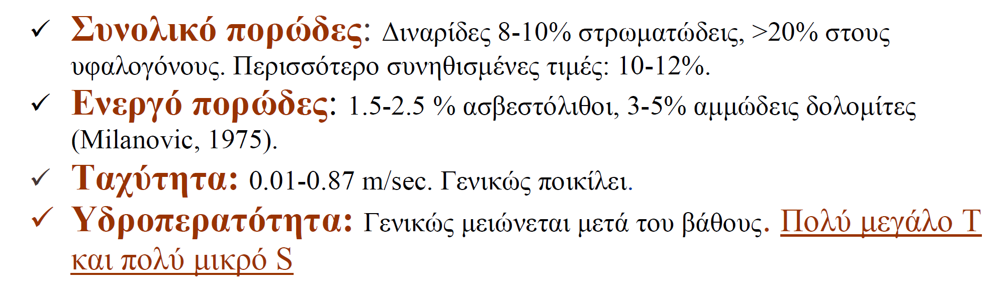 ✓ Συνολικό πορώδες: Διναρίδες 8-10% στρωματώδεις, >20% στους
υφαλογόνους. Περισσότερο συνηθισμένες τιμές: 10-12%.
✓ Ενεργό πορώδες: 1.5-2.5 % ασβεστόλιθοι, 3-5% αμμώδεις δολομίτες
(Milanovic, 1975).
✓ Ταχύτητα: 0.01-0.87 m/sec. Γενικώς ποικίλει.
✓ Υδροπερατότητα: Γενικώς μειώνεται μετά του βάθους. Πολύ μεγάλο Τ
και πολύ μικρό S